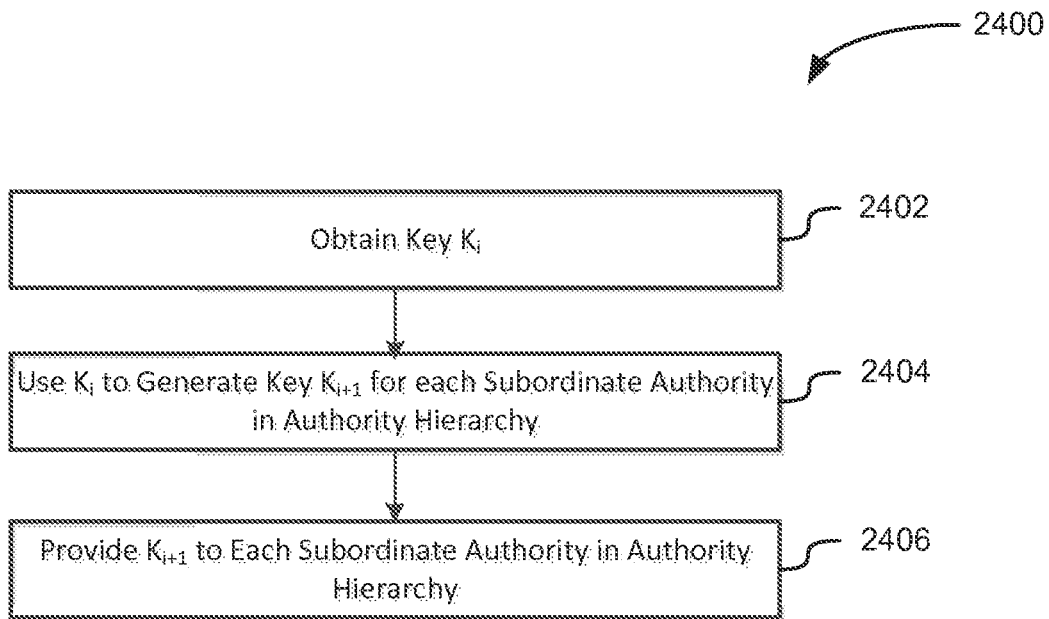 2400
2402
Obtain Key Kᵢ
2404
Use Kᵢ to Generate Key Kᵢ₊₁ for each Subordinate Authority
in Authority Hierarchy
2406
Provide Kᵢ₊₁ to Each Subordinate Authority in Authority
Hierarchy